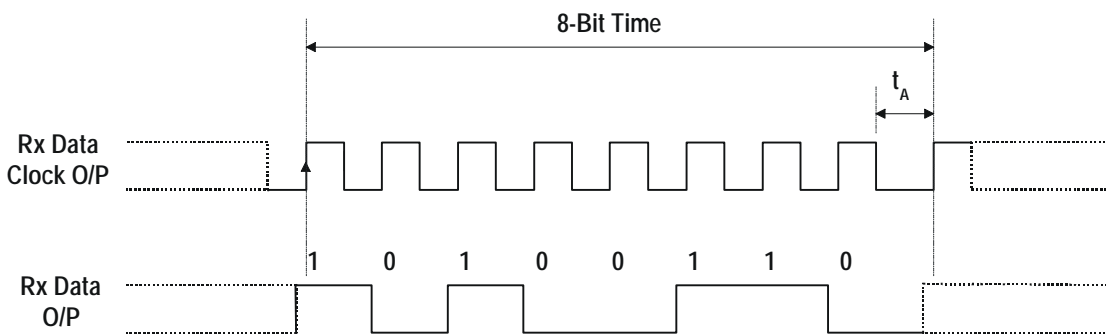 8-Bit Time
tA
Rx Data
Clock O/P
1 0 1 0 0 1 1 0
Rx Data
O/P